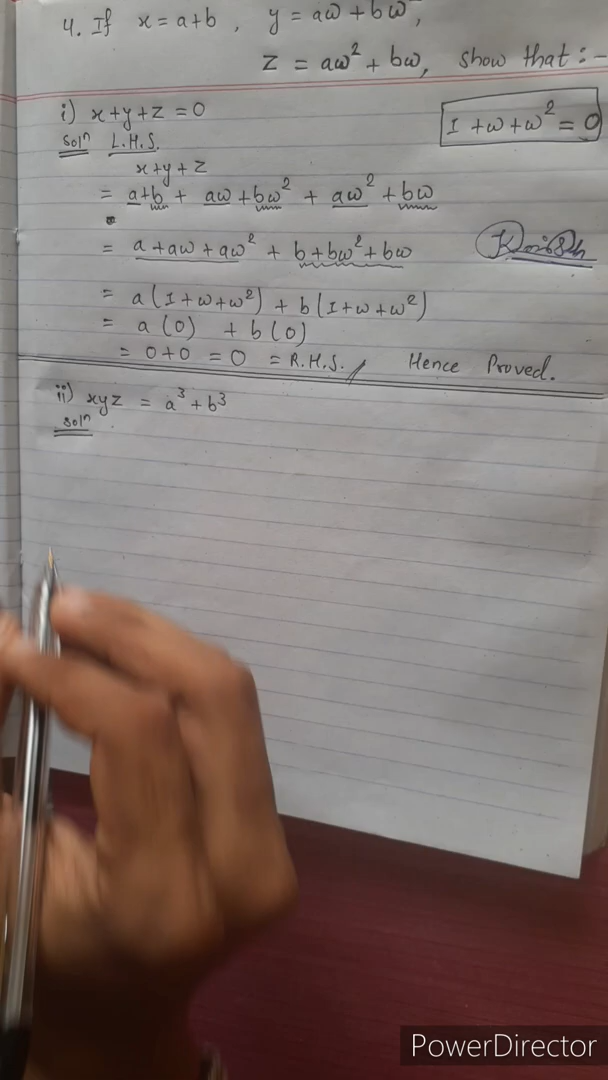 4. If x = a+b , y = aω + bω²,
z = aω² + bω, show that :-
i) x+y+z = 0
Solⁿ L.H.S.
1 + ω + ω² = 0
x+y+z
= a+b + aω + bω² + aω² + bω
= a + aω + aω² + b + bω² + bω
= a(1+ω+ω²) + b(1+ω+ω²)
= a(0) + b(0)
= 0+0 = 0 = R.H.S. Hence Proved.
ii) xyz = a³ + b³
Solⁿ
PowerDirector